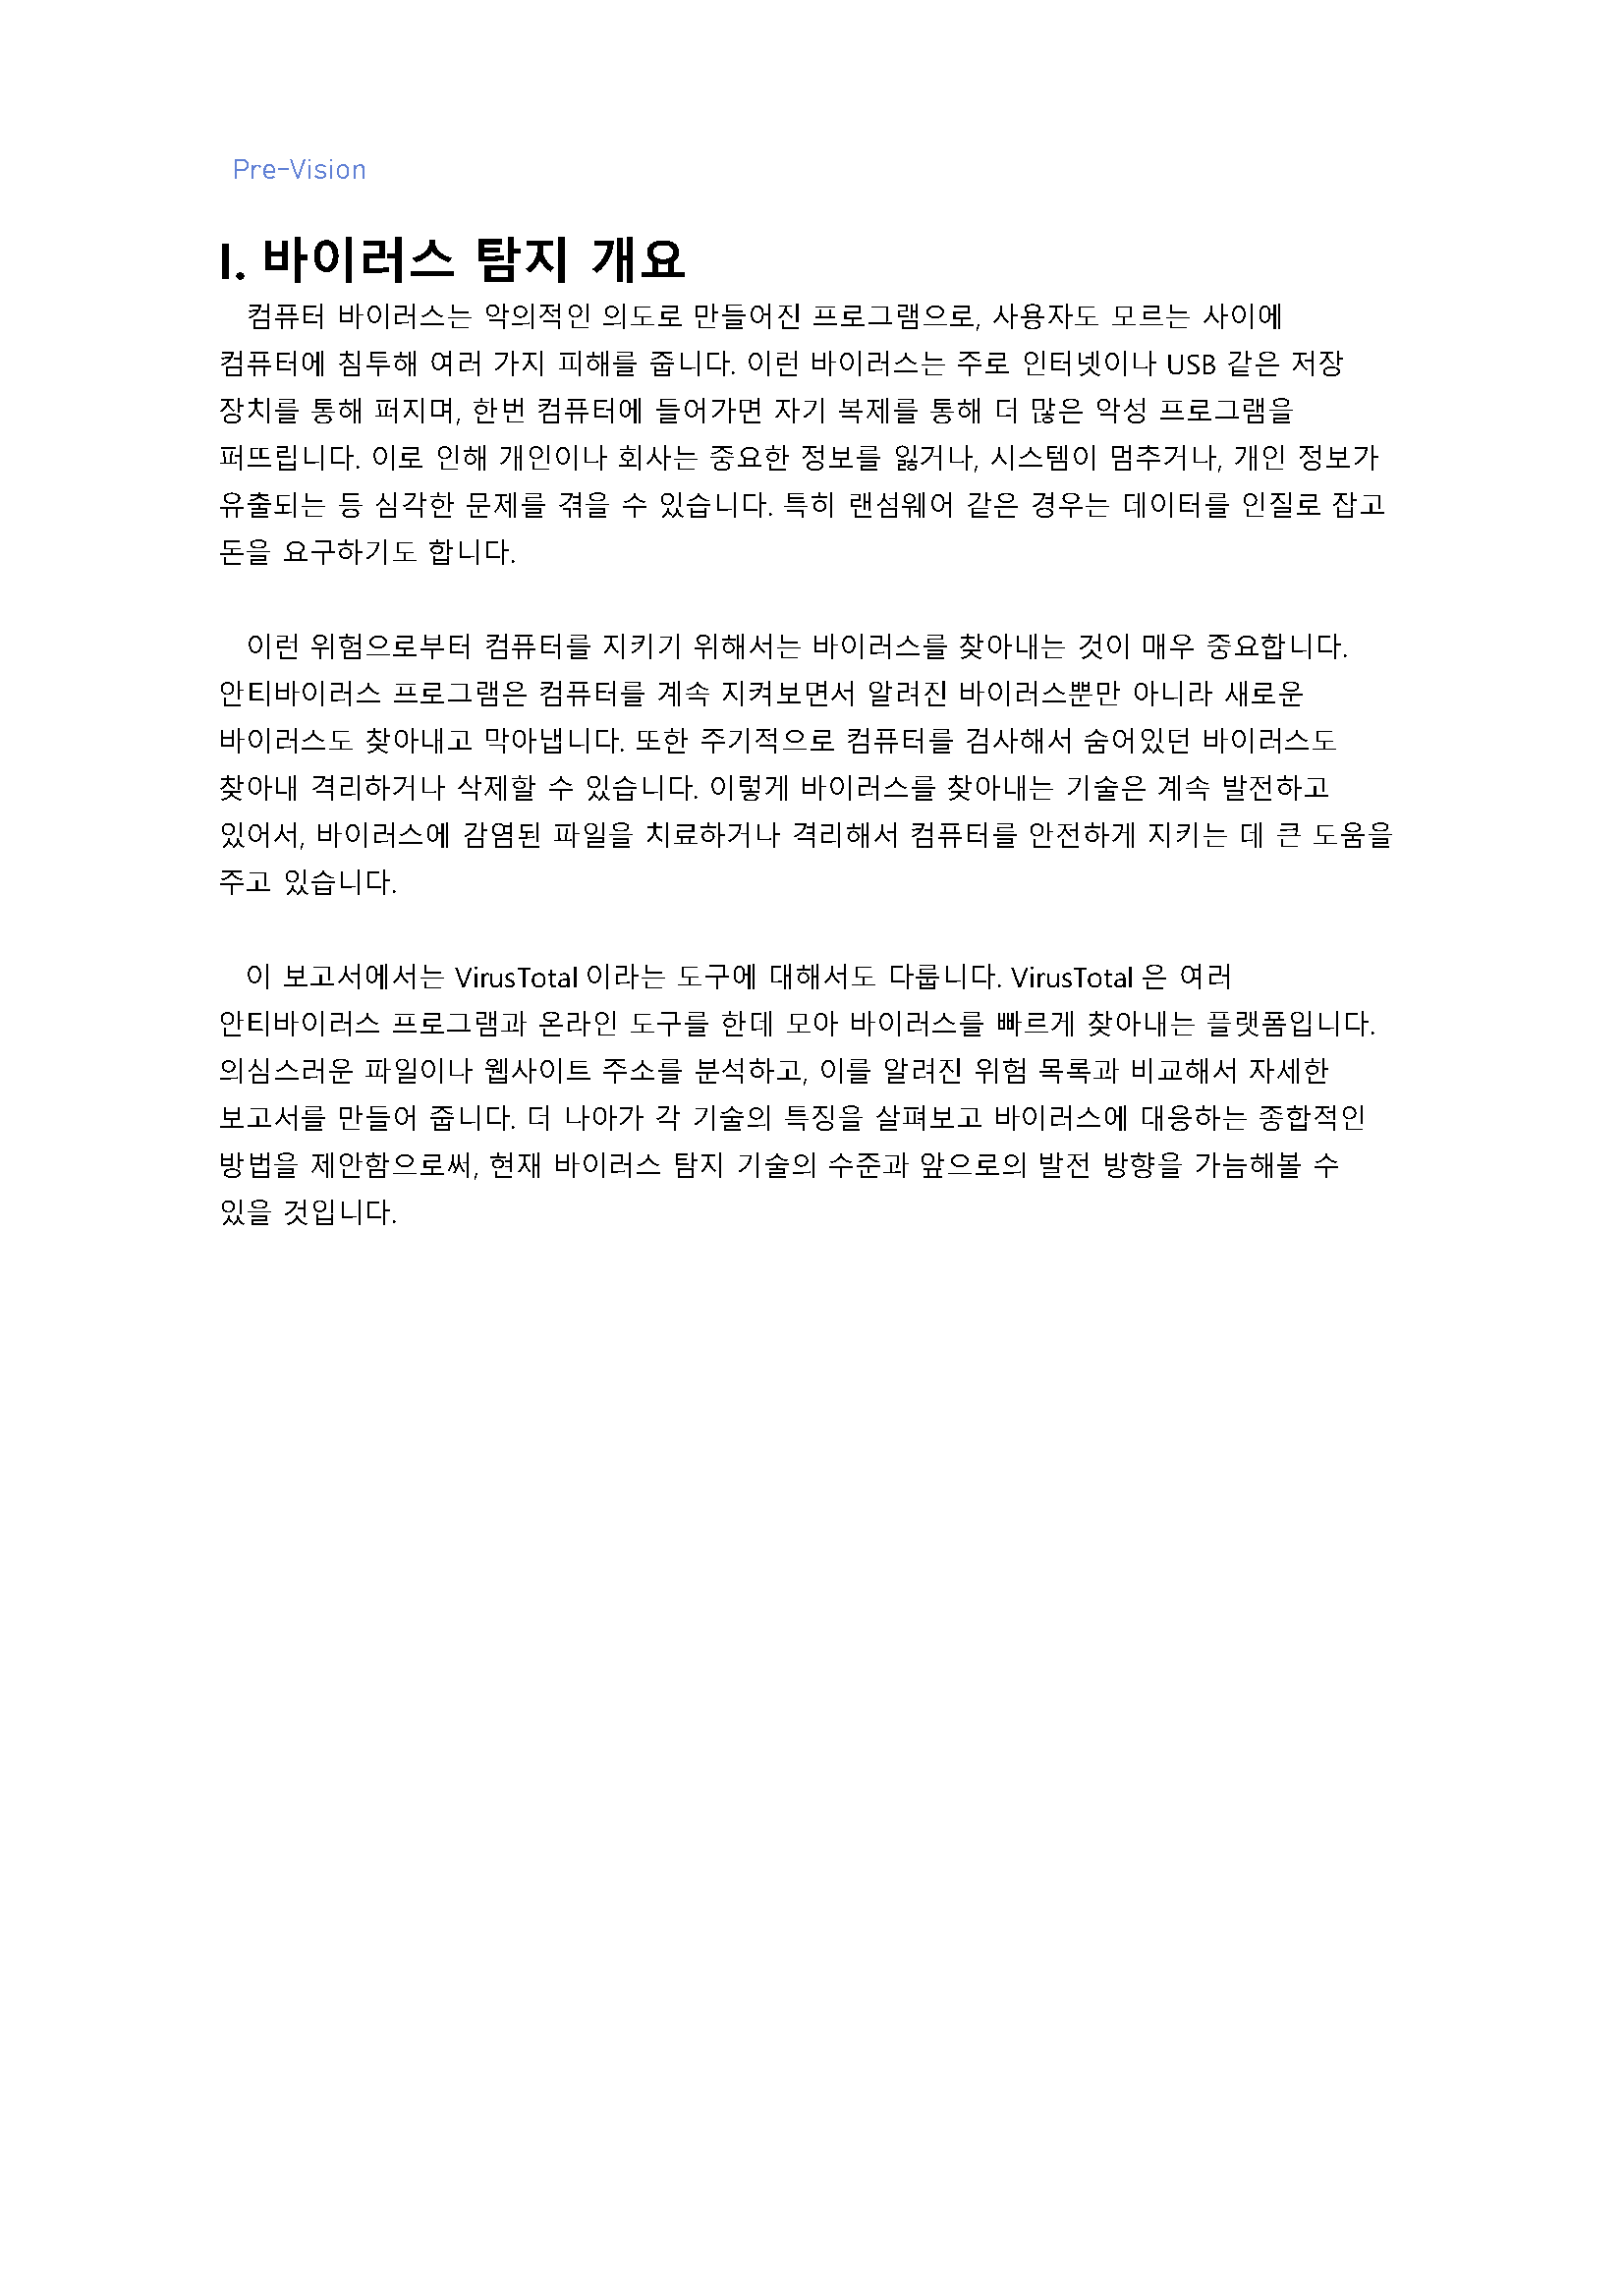 Pre-Vision
I. 바이러스 탐지 개요
컴퓨터 바이러스는 악의적인 의도로 만들어진 프로그램으로, 사용자도 모르는 사이에
컴퓨터에 침투해 여러 가지 피해를 줍니다. 이런 바이러스는 주로 인터넷이나 USB 같은 저장
장치를 통해 퍼지며, 한번 컴퓨터에 들어가면 자기 복제를 통해 더 많은 악성 프로그램을
퍼뜨립니다. 이로 인해 개인이나 회사는 중요한 정보를 잃거나, 시스템이 멈추거나, 개인 정보가
유출되는 등 심각한 문제를 겪을 수 있습니다. 특히 랜섬웨어 같은 경우는 데이터를 인질로 잡고
돈을 요구하기도 합니다.
이런 위험으로부터 컴퓨터를 지키기 위해서는 바이러스를 찾아내는 것이 매우 중요합니다.
안티바이러스 프로그램은 컴퓨터를 계속 지켜보면서 알려진 바이러스뿐만 아니라 새로운
바이러스도 찾아내고 막아냅니다. 또한 주기적으로 컴퓨터를 검사해서 숨어있던 바이러스도
찾아내 격리하거나 삭제할 수 있습니다. 이렇게 바이러스를 찾아내는 기술은 계속 발전하고
있어서, 바이러스에 감염된 파일을 치료하거나 격리해서 컴퓨터를 안전하게 지키는 데 큰 도움을
주고 있습니다.
이 보고서에서는 VirusTotal 이라는 도구에 대해서도 다룹니다. VirusTotal 은 여러
안티바이러스 프로그램과 온라인 도구를 한데 모아 바이러스를 빠르게 찾아내는 플랫폼입니다.
의심스러운 파일이나 웹사이트 주소를 분석하고, 이를 알려진 위험 목록과 비교해서 자세한
보고서를 만들어 줍니다. 더 나아가 각 기술의 특징을 살펴보고 바이러스에 대응하는 종합적인
방법을 제안함으로써, 현재 바이러스 탐지 기술의 수준과 앞으로의 발전 방향을 가늠해볼 수
있을 것입니다.